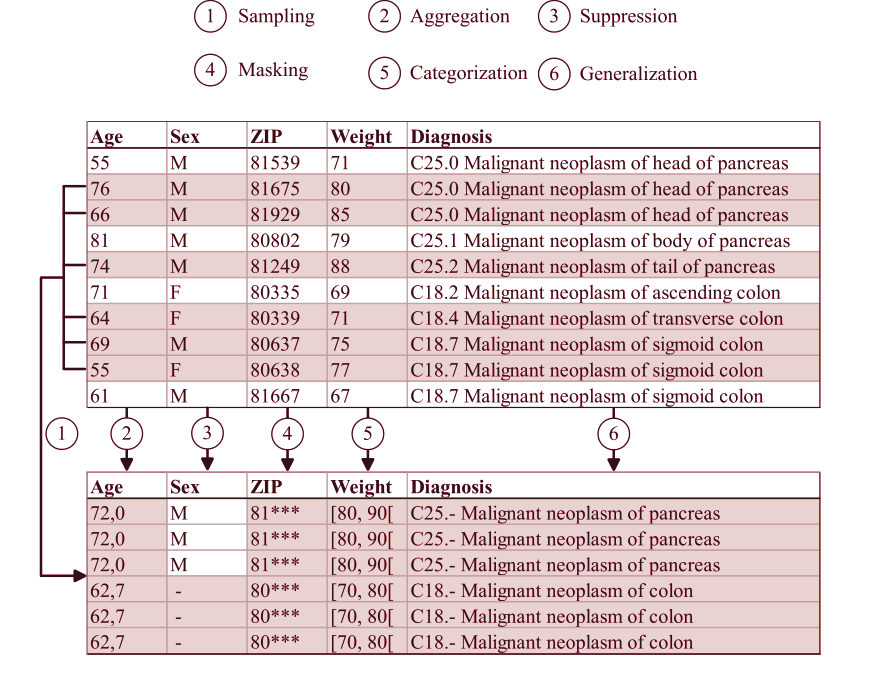 1 Sampling 2 Aggregation 3 Suppression
4 Masking 5 Categorization 6 Generalization
Age Sex ZIP Weight Diagnosis
55 M 81539 71 C25.0 Malignant neoplasm of head of pancreas
76 M 81675 80 C25.0 Malignant neoplasm of head of pancreas
66 M 81929 85 C25.0 Malignant neoplasm of head of pancreas
81 M 80802 79 C25.1 Malignant neoplasm of body of pancreas
74 M 81249 88 C25.2 Malignant neoplasm of tail of pancreas
71 F 80335 69 C18.2 Malignant neoplasm of ascending colon
64 F 80339 71 C18.4 Malignant neoplasm of transverse colon
69 M 80637 75 C18.7 Malignant neoplasm of sigmoid colon
55 F 80638 77 C18.7 Malignant neoplasm of sigmoid colon
61 M 81667 67 C18.7 Malignant neoplasm of sigmoid colon
1 2 3 4 5 6
Age Sex ZIP Weight Diagnosis
72,0 M 81*** [80, 90[ C25.- Malignant neoplasm of pancreas
72,0 M 81*** [80, 90[ C25.- Malignant neoplasm of pancreas
72,0 M 81*** [80, 90[ C25.- Malignant neoplasm of pancreas
62,7 - 80*** [70, 80[ C18.- Malignant neoplasm of colon
62,7 - 80*** [70, 80[ C18.- Malignant neoplasm of colon
62,7 - 80*** [70, 80[ C18.- Malignant neoplasm of colon